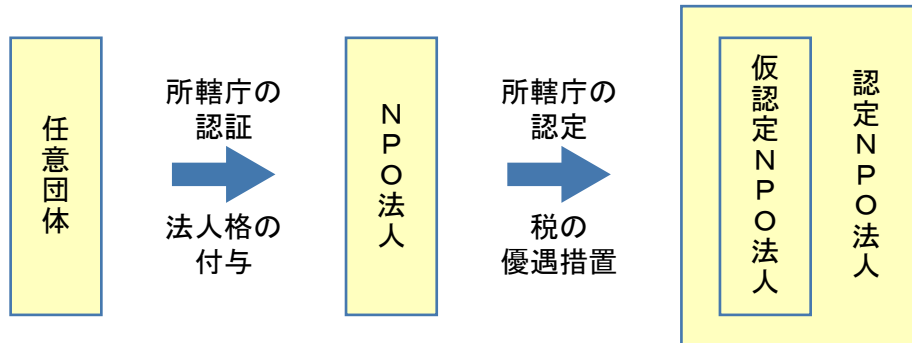 任意団体
所轄庁の
認証
法人格の
付与
NPO法人
所轄庁の
認定
税の
優遇措置
仮認定NPO法人
認定NPO法人